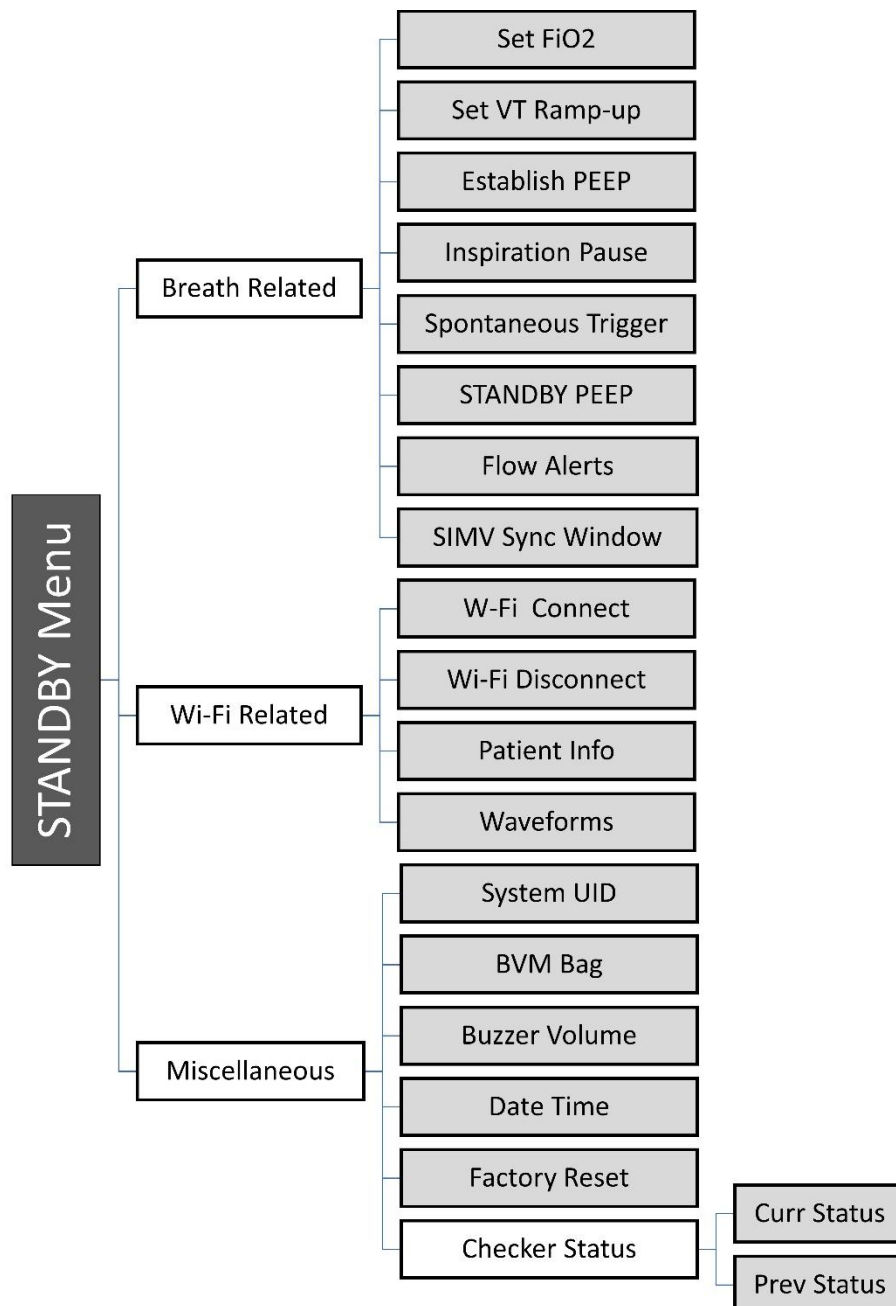 STANDBY Menu
Breath Related
Set FiO2
Set VT Ramp-up
Establish PEEP
Inspiration Pause
Spontaneous Trigger
STANDBY PEEP
Flow Alerts
SIMV Sync Window
Wi-Fi Related
W-Fi  Connect
Wi-Fi Disconnect
Patient Info
Waveforms
Miscellaneous
System UID
BVM Bag
Buzzer Volume
Date Time
Factory Reset
Checker Status
Curr Status
Prev Status